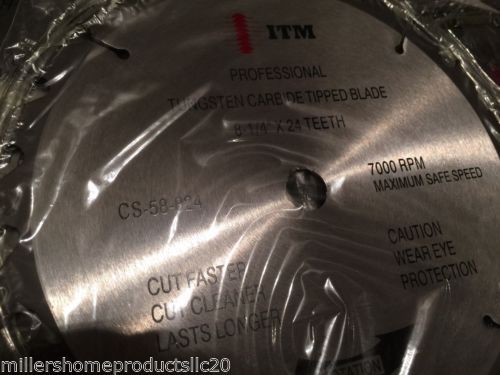 ITM
PROFESSIONAL
TUNGSTEN CARBIDE TIPPED BLADE
8-1/4" X 24 TEETH
7000 RPM
MAXIMUM SAFE SPEED
CS-58-824
CAUTION
WEAR EYE
PROTECTION
CUT FASTER
CUT CLEANER
LASTS LONGER
millershomeproductsllc20